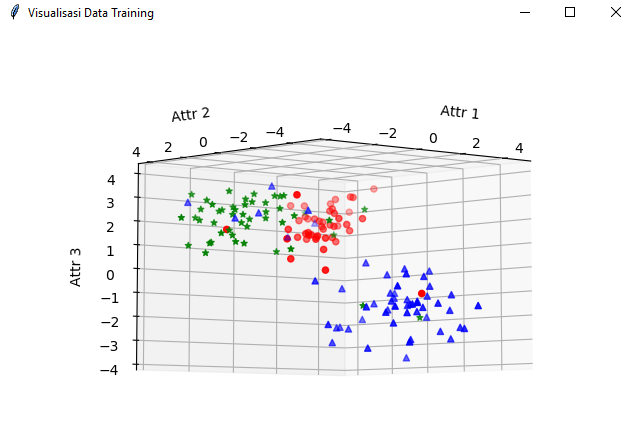 Visualisasi Data Training
Attr 2
Attr 1
4 2 0 −2 −4
−4 −2 0 2 4
Attr 3
4
3
2
1
0
−1
−2
−3
−4